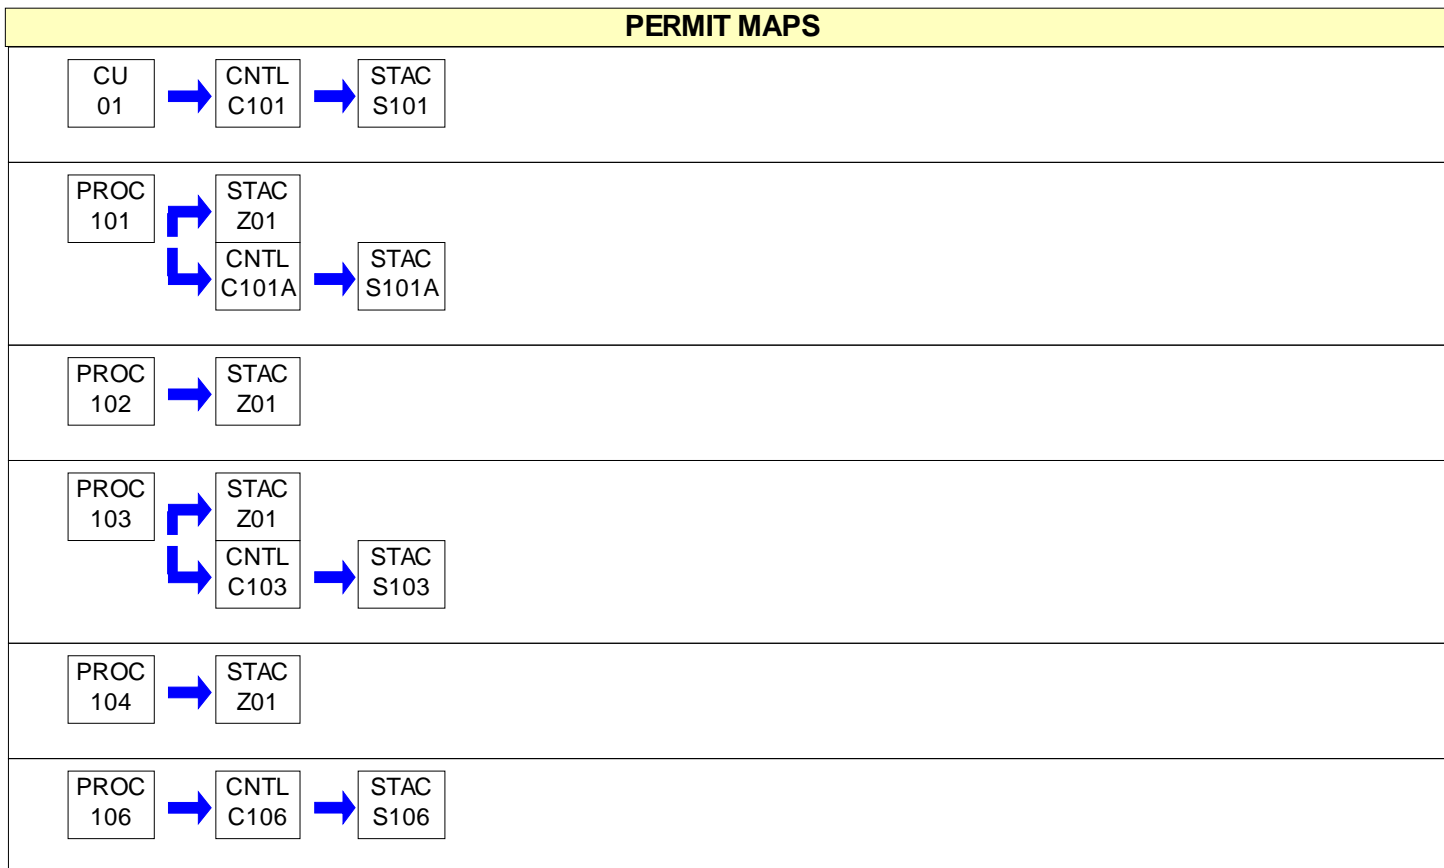 PERMIT MAPS
CU
01
CNTL
C101
STAC
S101
PROC
101
STAC
Z01
CNTL
C101A
STAC
S101A
PROC
102
STAC
Z01
PROC
103
STAC
Z01
CNTL
C103
STAC
S103
PROC
104
STAC
Z01
PROC
106
CNTL
C106
STAC
S106